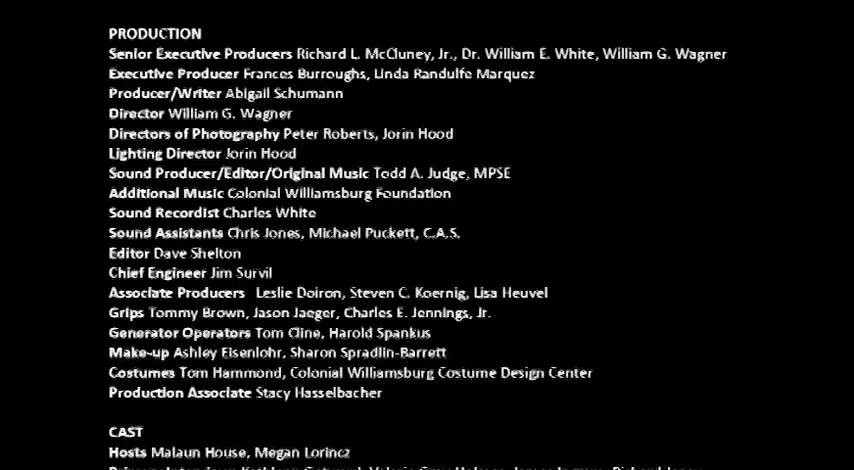 PRODUCTION
Senior Executive Producers Richard L. McCluney, Jr., Dr. William E. White, William G. Wagner
Executive Producer Frances Burroughs, Linda Randulfe Marquez
Producer/Writer Abigail Schumann
Director William G. Wagner
Directors of Photography Peter Roberts, Jorin Hood
Lighting Director Jorin Hood
Sound Producer/Editor/Original Music Todd A. Judge, MPSE
Additional Music Colonial Williamsburg Foundation
Sound Recordist Charles White
Sound Assistants Chris Jones, Michael Puckett, C.A.S.
Editor Dave Shelton
Chief Engineer Jim Survil
Associate Producers Leslie Doiron, Steven C. Koernig, Lisa Heuvel
Grips Tommy Brown, Jason Jaeger, Charles E. Jennings, Jr.
Generator Operators Tom Cline, Harold Spankus
Make-up Ashley Eisenlohr, Sharon Spradlin-Barrett
Costumes Tom Hammond, Colonial Williamsburg Costume Design Center
Production Associate Stacy Hasselbacher
CAST
Hosts Malaun House, Megan Lorincz